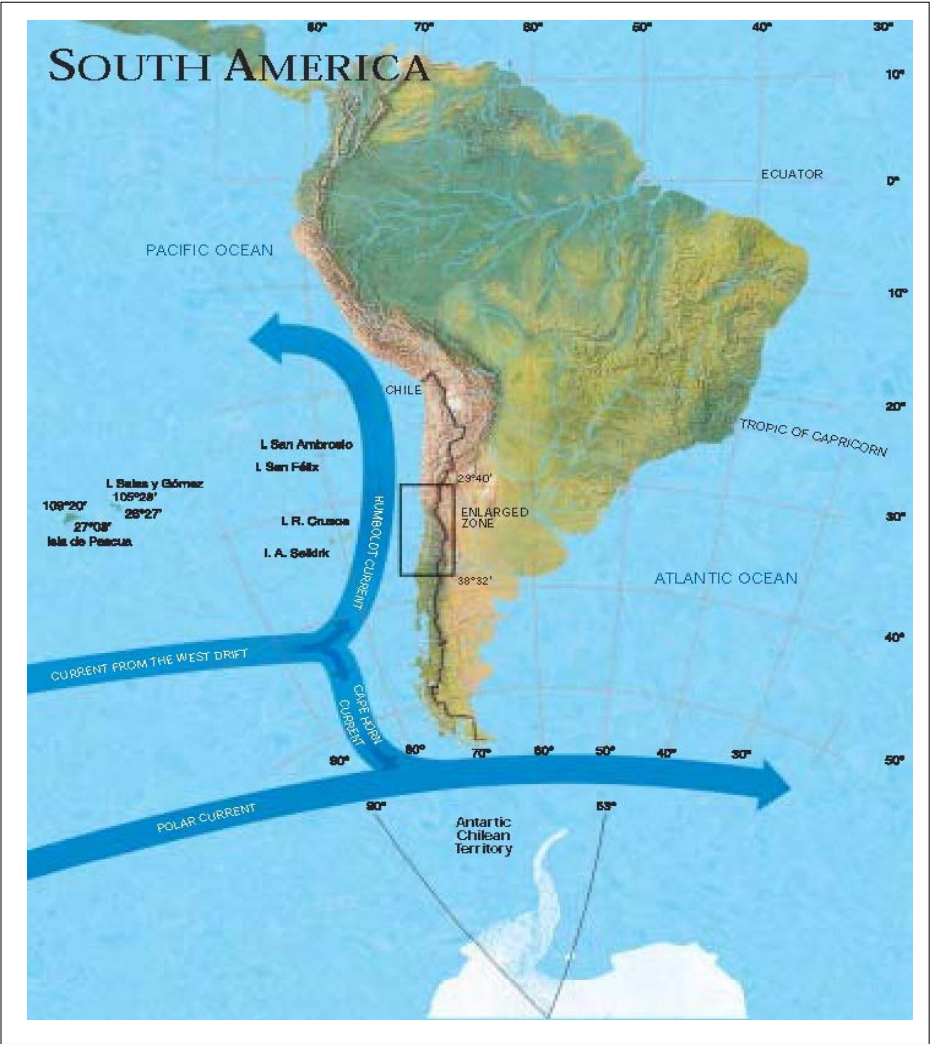 80° 70° 60° 50° 40° 30°
SOUTH AMERICA
10°
ECUATOR
0°
PACIFIC OCEAN
10°
CHILE
20°
TROPIC OF CAPRICORN
I. San Ambrosio
I. San Félix
29°40'
I. Salas y Gómez
105°28'
109°20'
26°27'
27°08'
Isla de Pascua
I. R. Crusoe
ENLARGED
ZONE
30°
HUMBOLDT CURRENT
I. A. Selkirk
38°32'
ATLANTIC OCEAN
40°
CURRENT FROM THE WEST DRIFT
CAPE HORN
CURRENT
90° 80° 70° 60° 50° 40° 30° 50°
POLAR CURRENT
90° 53°
Antartic
Chilean
Territory